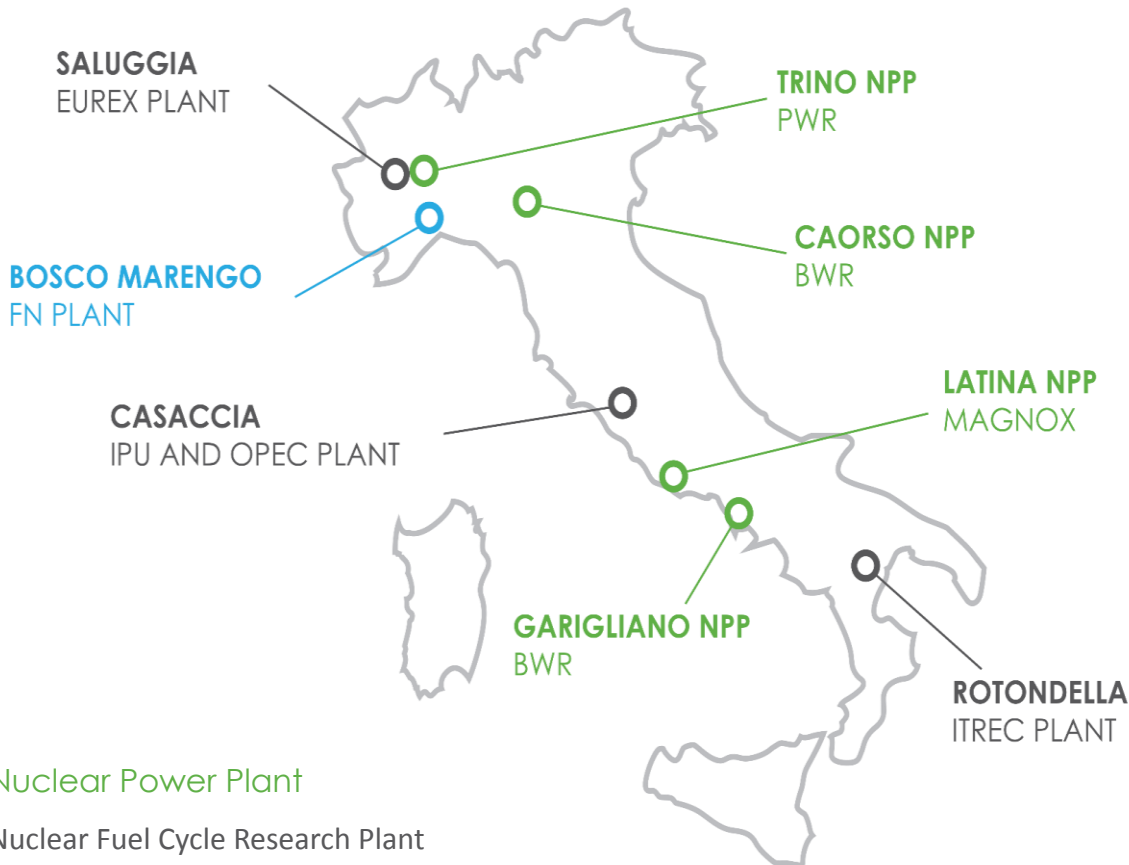 SALUGGIA
EUREX PLANT
TRINO NPP
PWR
CAORSO NPP
BWR
BOSCO MARENGO
FN PLANT
LATINA NPP
MAGNOX
CASACCIA
IPU AND OPEC PLANT
GARIGLIANO NPP
BWR
ROTONDELLA
ITREC PLANT
Nuclear Power Plant
Nuclear Fuel Cycle Research Plant